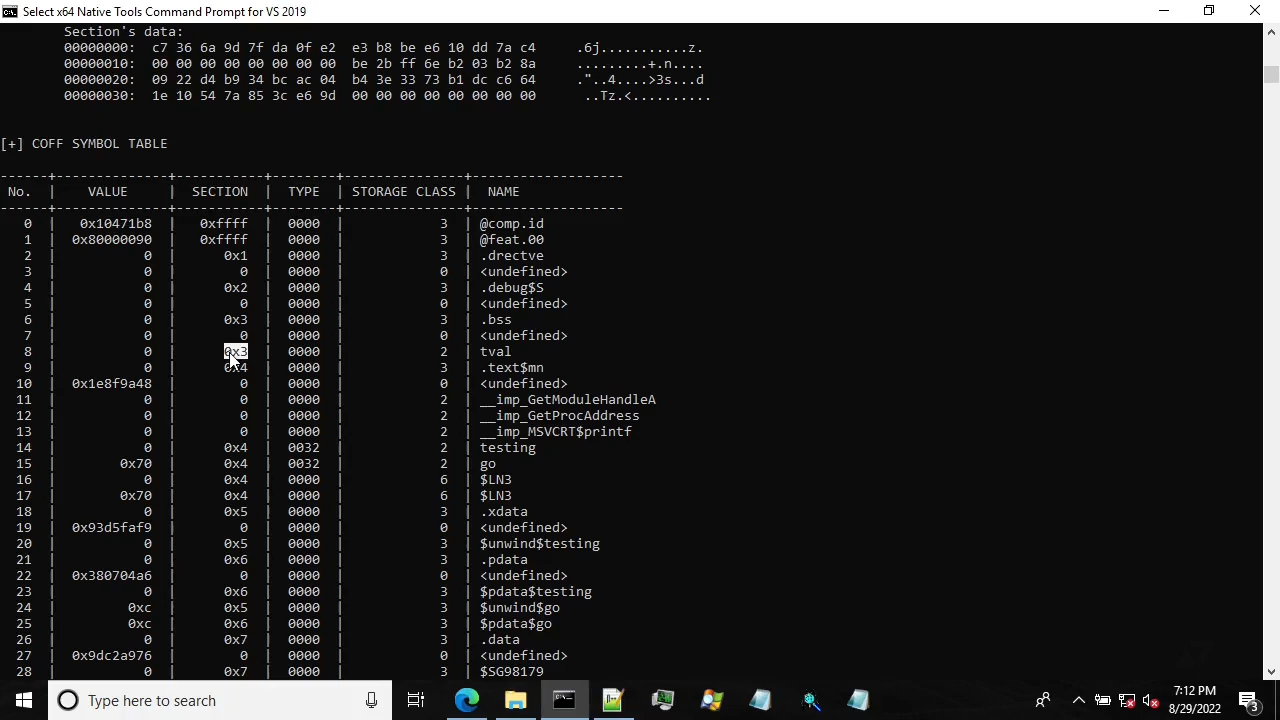 Select x64 Native Tools Command Prompt for VS 2019
Section's data:
00000000: c7 36 6a 9d 7f da 0f e2 e3 b8 be e6 10 dd 7a c4 .6j...........z.
00000010: 00 00 00 00 00 00 00 00 be 2b ff 6e b2 03 b2 8a .........+.n....
00000020: 09 22 d4 b9 34 bc ac 04 b4 3e 33 73 b1 dc c6 64 ."..4....>3s...d
00000030: 1e 10 54 7a 85 3c e6 9d 00 00 00 00 00 00 00 00 ..Tz.<..........
[+] COFF SYMBOL TABLE
------+--------------+-----------+--------+---------------+-------------------
No. | VALUE | SECTION | TYPE | STORAGE CLASS | NAME
------+--------------+-----------+--------+---------------+-------------------
0 | 0x10471b8 | 0xffff | 0000 | 3 | @comp.id
1 | 0x80000090 | 0xffff | 0000 | 3 | @feat.00
2 | 0 | 0x1 | 0000 | 3 | .drectve
3 | 0 | 0 | 0000 | 0 | <undefined>
4 | 0 | 0x2 | 0000 | 3 | .debug$S
5 | 0 | 0 | 0000 | 0 | <undefined>
6 | 0 | 0x3 | 0000 | 3 | .bss
7 | 0 | 0 | 0000 | 0 | <undefined>
8 | 0 | 0x3 | 0000 | 2 | tval
9 | 0 | 0x4 | 0000 | 3 | .text$mn
10 | 0x1e8f9a48 | 0 | 0000 | 0 | <undefined>
11 | 0 | 0 | 0000 | 2 | __imp_GetModuleHandleA
12 | 0 | 0 | 0000 | 2 | __imp_GetProcAddress
13 | 0 | 0 | 0000 | 2 | __imp_MSVCRT$printf
14 | 0 | 0x4 | 0032 | 2 | testing
15 | 0x70 | 0x4 | 0032 | 2 | go
16 | 0 | 0x4 | 0000 | 6 | $LN3
17 | 0x70 | 0x4 | 0000 | 6 | $LN3
18 | 0 | 0x5 | 0000 | 3 | .xdata
19 | 0x93d5faf9 | 0 | 0000 | 0 | <undefined>
20 | 0 | 0x5 | 0000 | 3 | $unwind$testing
21 | 0 | 0x6 | 0000 | 3 | .pdata
22 | 0x380704a6 | 0 | 0000 | 0 | <undefined>
23 | 0 | 0x6 | 0000 | 3 | $pdata$testing
24 | 0xc | 0x5 | 0000 | 3 | $unwind$go
25 | 0xc | 0x6 | 0000 | 3 | $pdata$go
26 | 0 | 0x7 | 0000 | 3 | .data
27 | 0x9dc2a976 | 0 | 0000 | 0 | <undefined>
28 | 0 | 0x7 | 0000 | 3 | $SG98179
Type here to search
7:12 PM
8/29/2022
3